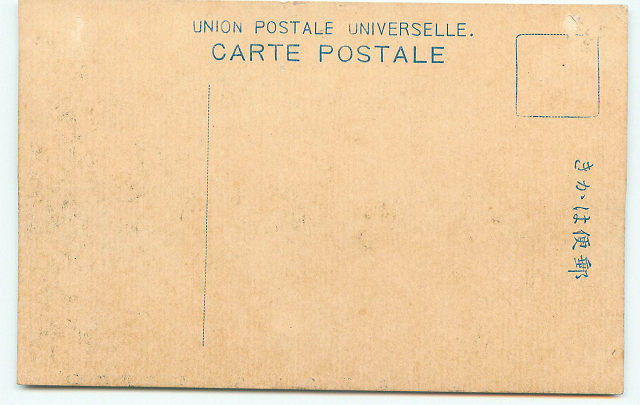 UNION POSTALE UNIVERSELLE.
CARTE POSTALE
郵便はかき